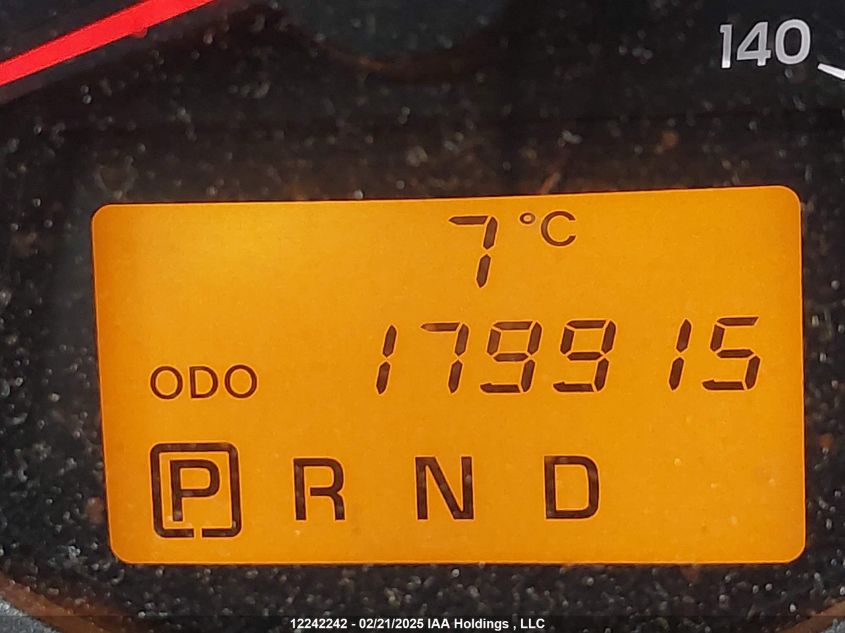 140
7 °C
ODO 179915
P R N D
12242242 - 02/21/2025 IAA Holdings , LLC